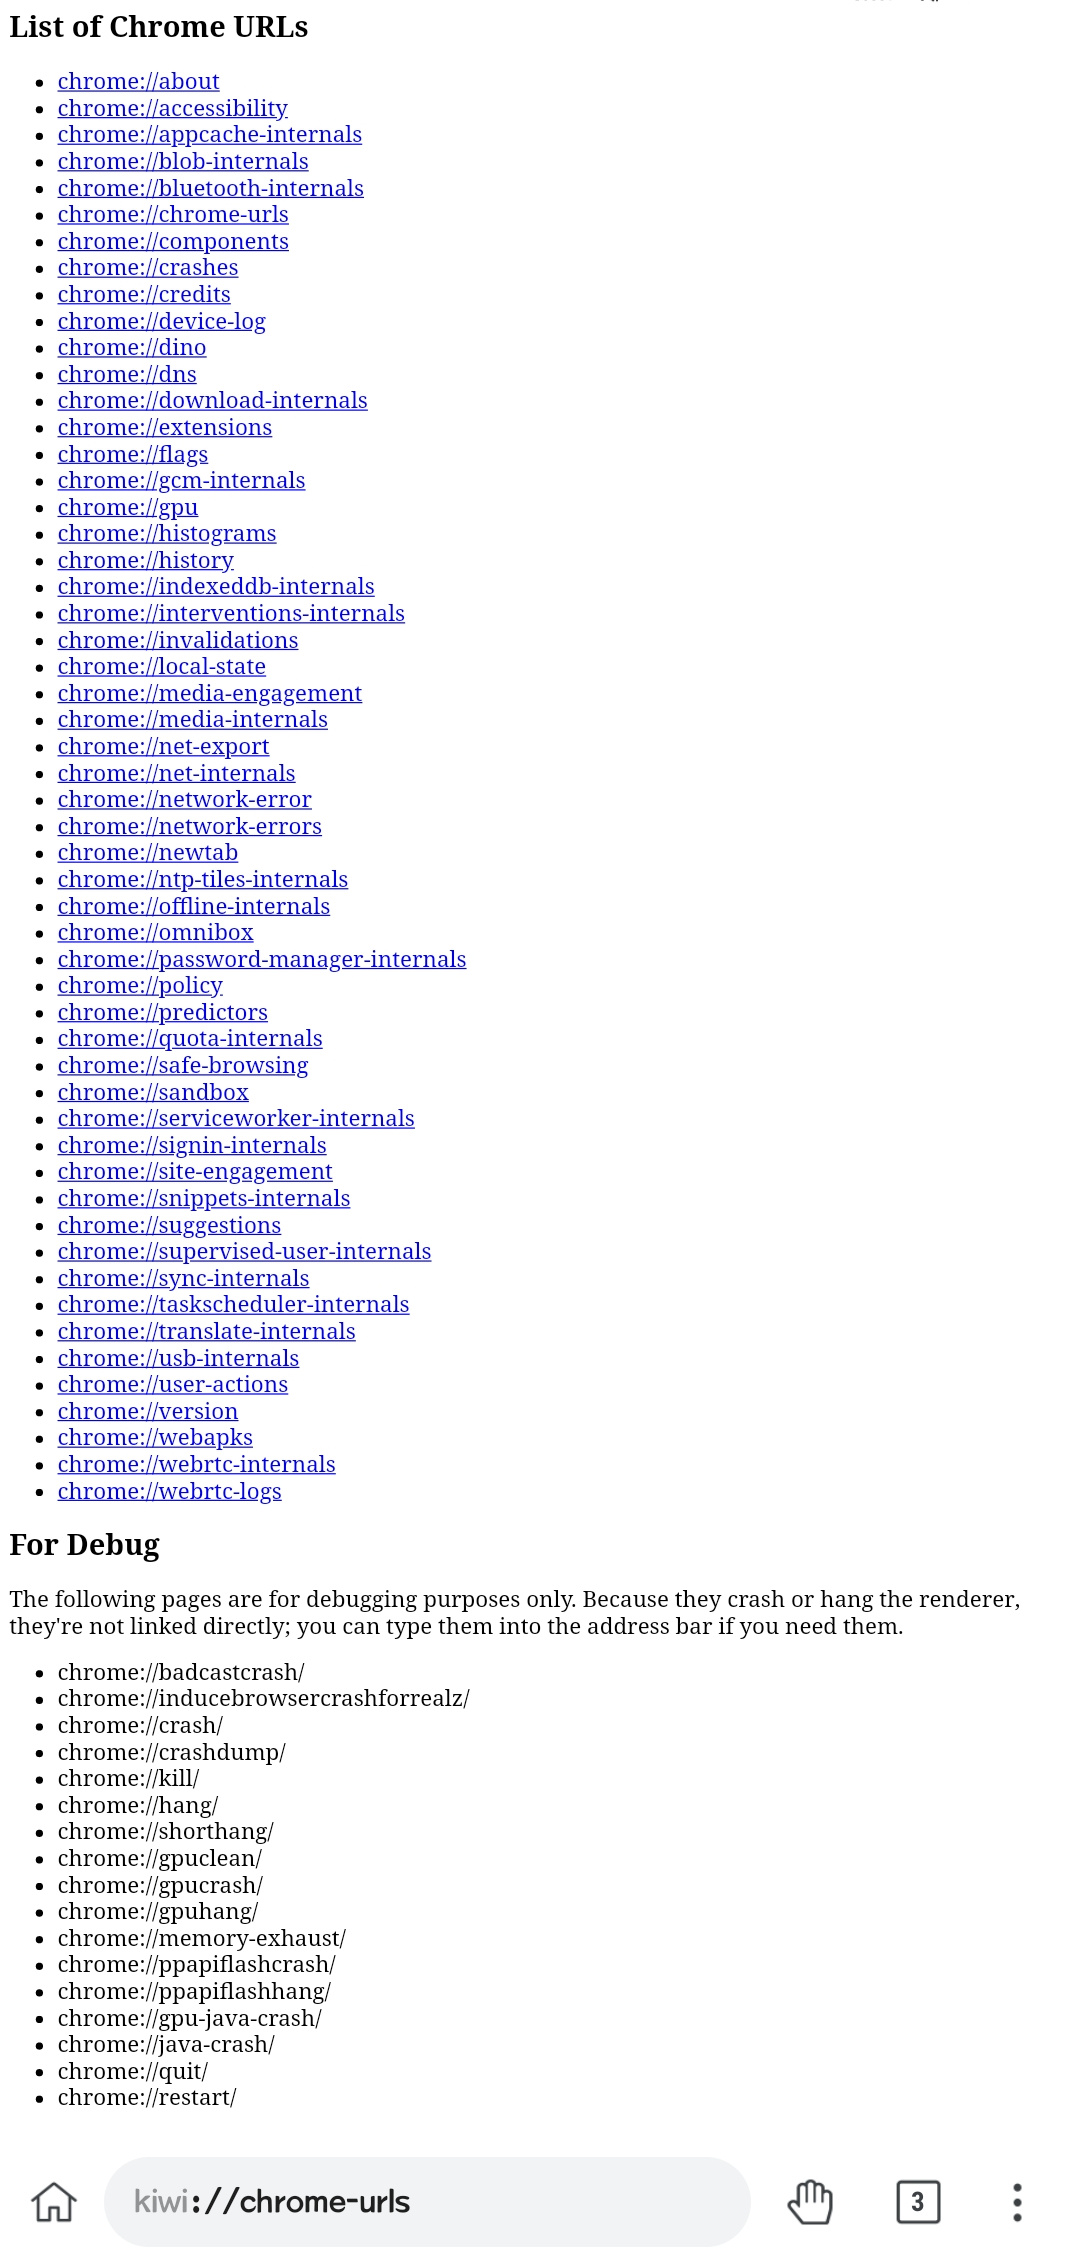 List of Chrome URLs
chrome://about
chrome://accessibility
chrome://appcache-internals
chrome://blob-internals
chrome://bluetooth-internals
chrome://chrome-urls
chrome://components
chrome://crashes
chrome://credits
chrome://device-log
chrome://dino
chrome://dns
chrome://download-internals
chrome://extensions
chrome://flags
chrome://gcm-internals
chrome://gpu
chrome://histograms
chrome://history
chrome://indexeddb-internals
chrome://interventions-internals
chrome://invalidations
chrome://local-state
chrome://media-engagement
chrome://media-internals
chrome://net-export
chrome://net-internals
chrome://network-error
chrome://network-errors
chrome://newtab
chrome://ntp-tiles-internals
chrome://offline-internals
chrome://omnibox
chrome://password-manager-internals
chrome://policy
chrome://predictors
chrome://quota-internals
chrome://safe-browsing
chrome://sandbox
chrome://serviceworker-internals
chrome://signin-internals
chrome://site-engagement
chrome://snippets-internals
chrome://suggestions
chrome://supervised-user-internals
chrome://sync-internals
chrome://taskscheduler-internals
chrome://translate-internals
chrome://usb-internals
chrome://user-actions
chrome://version
chrome://webapks
chrome://webrtc-internals
chrome://webrtc-logs
For Debug
The following pages are for debugging purposes only. Because they crash or hang the renderer,
they're not linked directly; you can type them into the address bar if you need them.
chrome://badcastcrash/
chrome://inducebrowsercrashforrealz/
chrome://crash/
chrome://crashdump/
chrome://kill/
chrome://hang/
chrome://shorthang/
chrome://gpuclean/
chrome://gpucrash/
chrome://gpuhang/
chrome://memory-exhaust/
chrome://ppapiflashcrash/
chrome://ppapiflashhang/
chrome://gpu-java-crash/
chrome://java-crash/
chrome://quit/
chrome://restart/
kiwi://chrome-urls
3